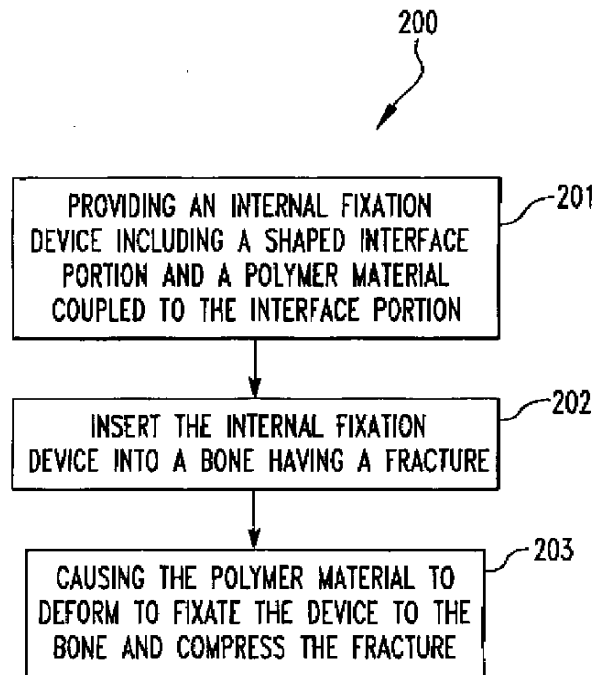 200
PROVIDING AN INTERNAL FIXATION
DEVICE INCLUDING A SHAPED INTERFACE
PORTION AND A POLYMER MATERIAL
COUPLED TO THE INTERFACE PORTION
201
INSERT THE INTERNAL FIXATION
DEVICE INTO A BONE HAVING A FRACTURE
202
CAUSING THE POLYMER MATERIAL TO
DEFORM TO FIXATE THE DEVICE TO THE
BONE AND COMPRESS THE FRACTURE
203